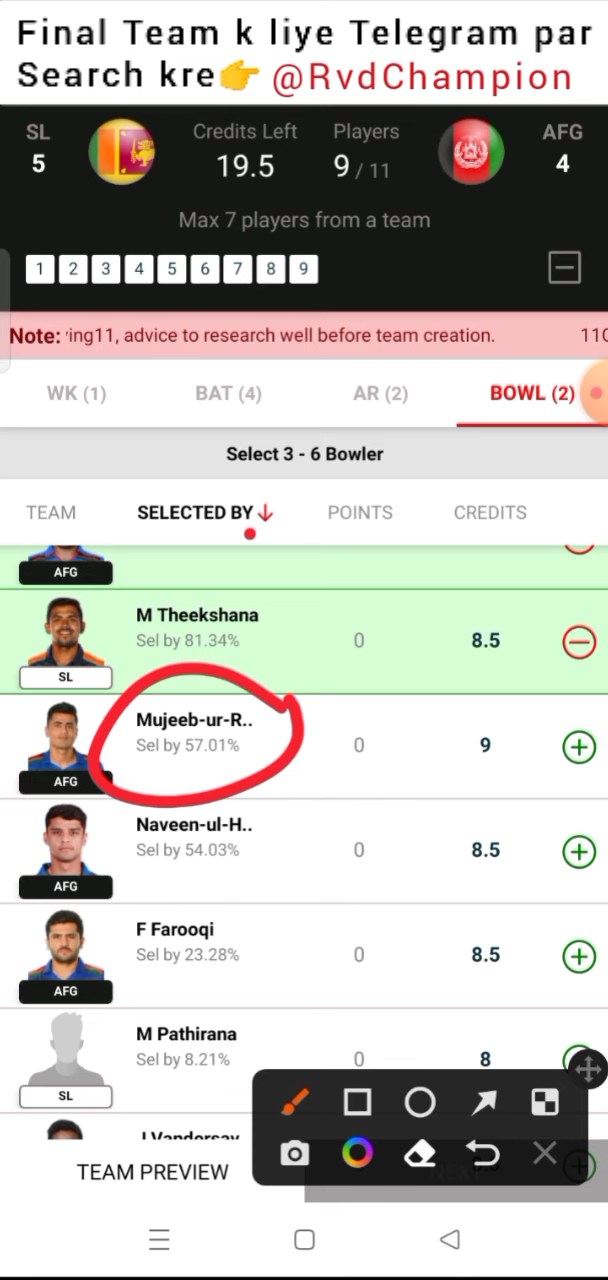 Final Team k liye Telegram par
Search kre👉 @RvdChampion
SL Credits Left Players AFG
5 19.5 9 / 11 4
Max 7 players from a team
1 2 3 4 5 6 7 8 9
Note: ing11, advice to research well before team creation. 110
WK (1) BAT (4) AR (2) BOWL (2)
Select 3 - 6 Bowler
TEAM SELECTED BY POINTS CREDITS
AFG
M Theekshana
Sel by 81.34% 0 8.5
SL
Mujeeb-ur-R..
Sel by 57.01% 0 9
AFG
Naveen-ul-H..
Sel by 54.03% 0 8.5
AFG
F Farooqi
Sel by 23.28% 0 8.5
AFG
M Pathirana
Sel by 8.21% 0 8
SL
J Vandersay
TEAM PREVIEW